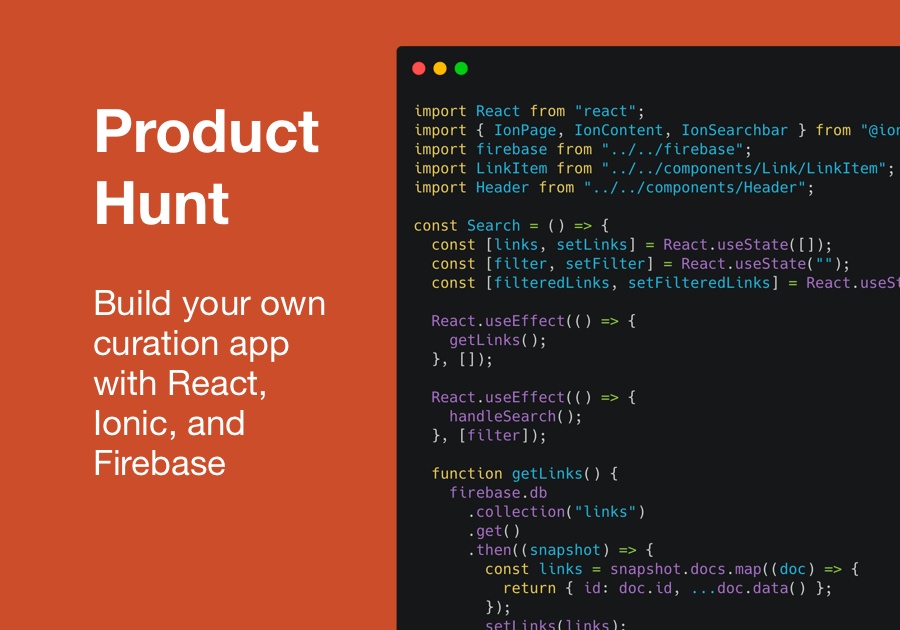 Product
Hunt
Build your own
curation app
with React,
Ionic, and
Firebase
import React from "react";
import { IonPage, IonContent, IonSearchbar } from "@ion
import firebase from "../../firebase";
import LinkItem from "../../components/Link/LinkItem";
import Header from "../../components/Header";
const Search = () => {
const [links, setLinks] = React.useState([]);
const [filter, setFilter] = React.useState("");
const [filteredLinks, setFilteredLinks] = React.useSt
React.useEffect(() => {
getLinks();
}, []);
React.useEffect(() => {
handleSearch();
}, [filter]);
function getLinks() {
firebase.db
.collection("links")
.get()
.then((snapshot) => {
const links = snapshot.docs.map((doc) => {
return { id: doc.id, ...doc.data() };
});
setLinks(links);